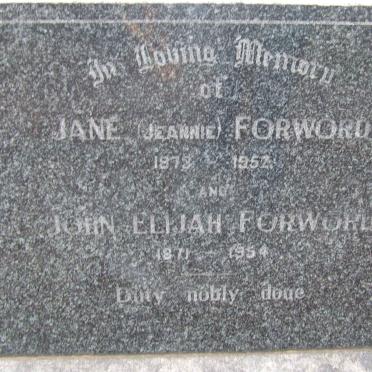 In Loving Memory
of
JANE (JEANNIE) FORWORD
1873 - 1952
AND
JOHN ELIJAH FORWORD
1871 - 1954
Duty nobly done